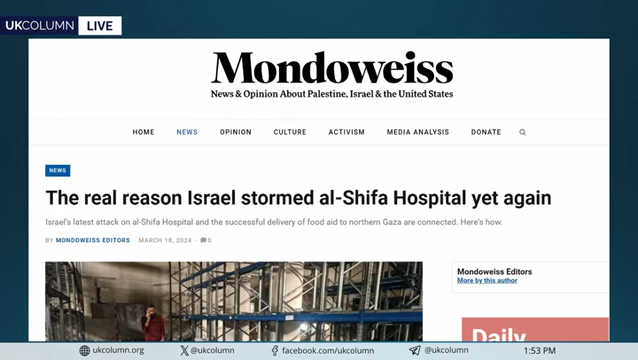 UKCOLUMN LIVE
Mondoweiss
News & Opinion About Palestine, Israel & the United States
HOME NEWS OPINION CULTURE ACTIVISM MEDIA ANALYSIS DONATE
NEWS
The real reason Israel stormed al-Shifa Hospital yet again
Israel's latest attack on al-Shifa Hospital and the successful delivery of food aid to northern Gaza are connected. Here's how.
BY MONDOWEISS EDITORS · MARCH 18, 2024 · 0
Mondoweiss Editors
More by this author
Daily
ukcolumn.org @ukcolumn facebook.com/ukcolumn @ukcolumn 1:53 PM